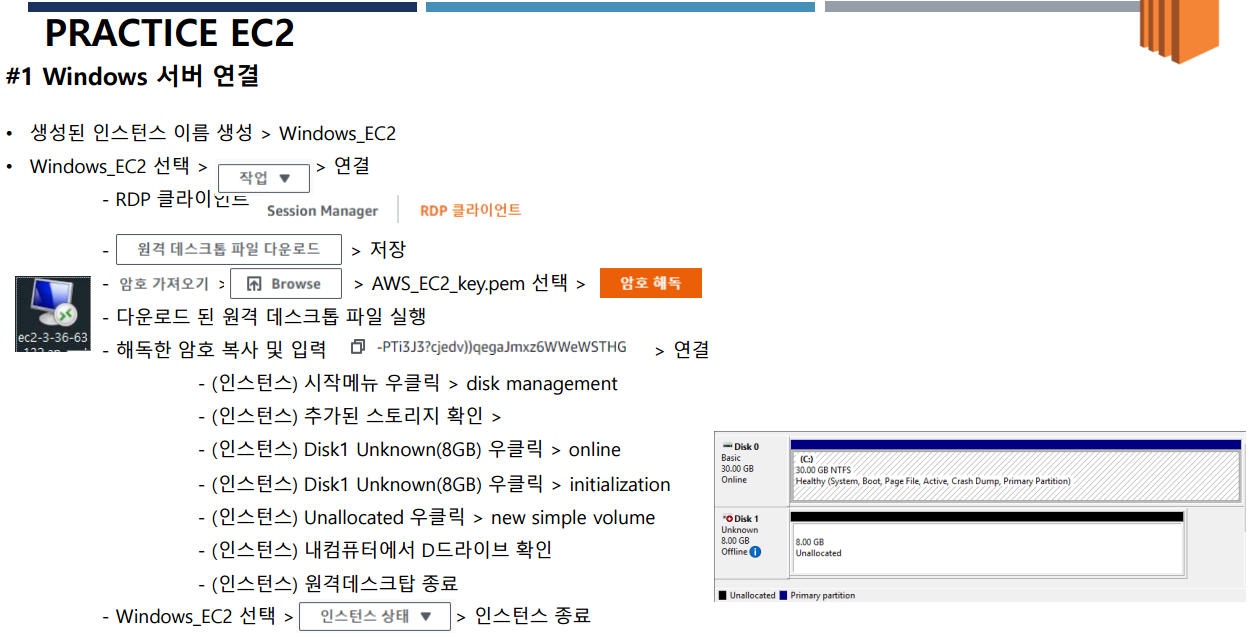 PRACTICE EC2
#1 Windows 서버 연결
• 생성된 인스턴스 이름 생성 > Windows_EC2
• Windows_EC2 선택 > 작업 ▼ > 연결
- RDP 클라이언트
Session Manager RDP 클라이언트
- 원격 데스크톱 파일 다운로드 > 저장
- 암호 가져오기 > Browse > AWS_EC2_key.pem 선택 > 암호 해독
- 다운로드 된 원격 데스크톱 파일 실행
ec2-3-36-63
- 해독한 암호 복사 및 입력 -PTi3J3?cjedv))qegaJmxz6WWeWSTHG > 연결
- (인스턴스) 시작메뉴 우클릭 > disk management
- (인스턴스) 추가된 스토리지 확인 >
- (인스턴스) Disk1 Unknown(8GB) 우클릭 > online
- (인스턴스) Disk1 Unknown(8GB) 우클릭 > initialization
- (인스턴스) Unallocated 우클릭 > new simple volume
- (인스턴스) 내컴퓨터에서 D드라이브 확인
- (인스턴스) 원격데스크탑 종료
- Windows_EC2 선택 > 인스턴스 상태 ▼ > 인스턴스 종료
Disk 0
Basic
30.00 GB
Online
(C:)
30.00 GB NTFS
Healthy (System, Boot, Page File, Active, Crash Dump, Primary Partition)
Disk 1
Unknown
8.00 GB
Offline
8.00 GB
Unallocated
Unallocated Primary partition